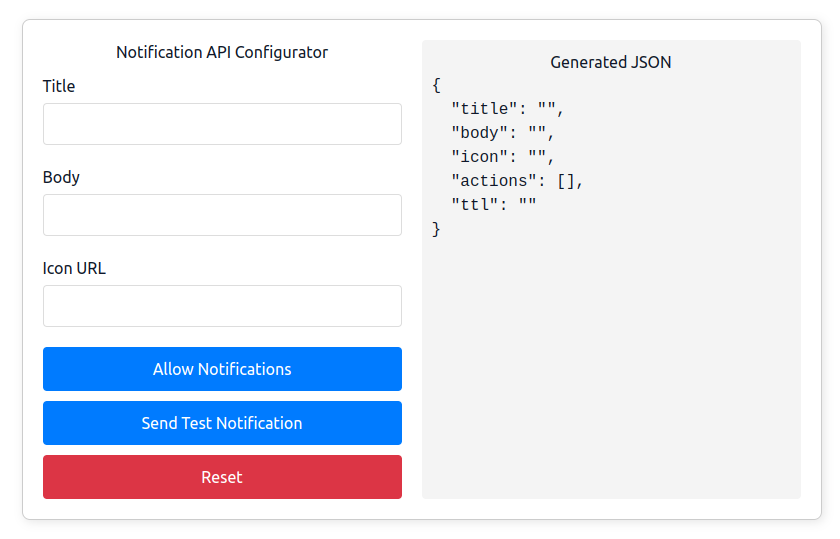 Notification API Configurator
Title
Body
Icon URL
Allow Notifications
Send Test Notification
Reset
Generated JSON
{
  "title": "",
  "body": "",
  "icon": "",
  "actions": [],
  "ttl": ""
}